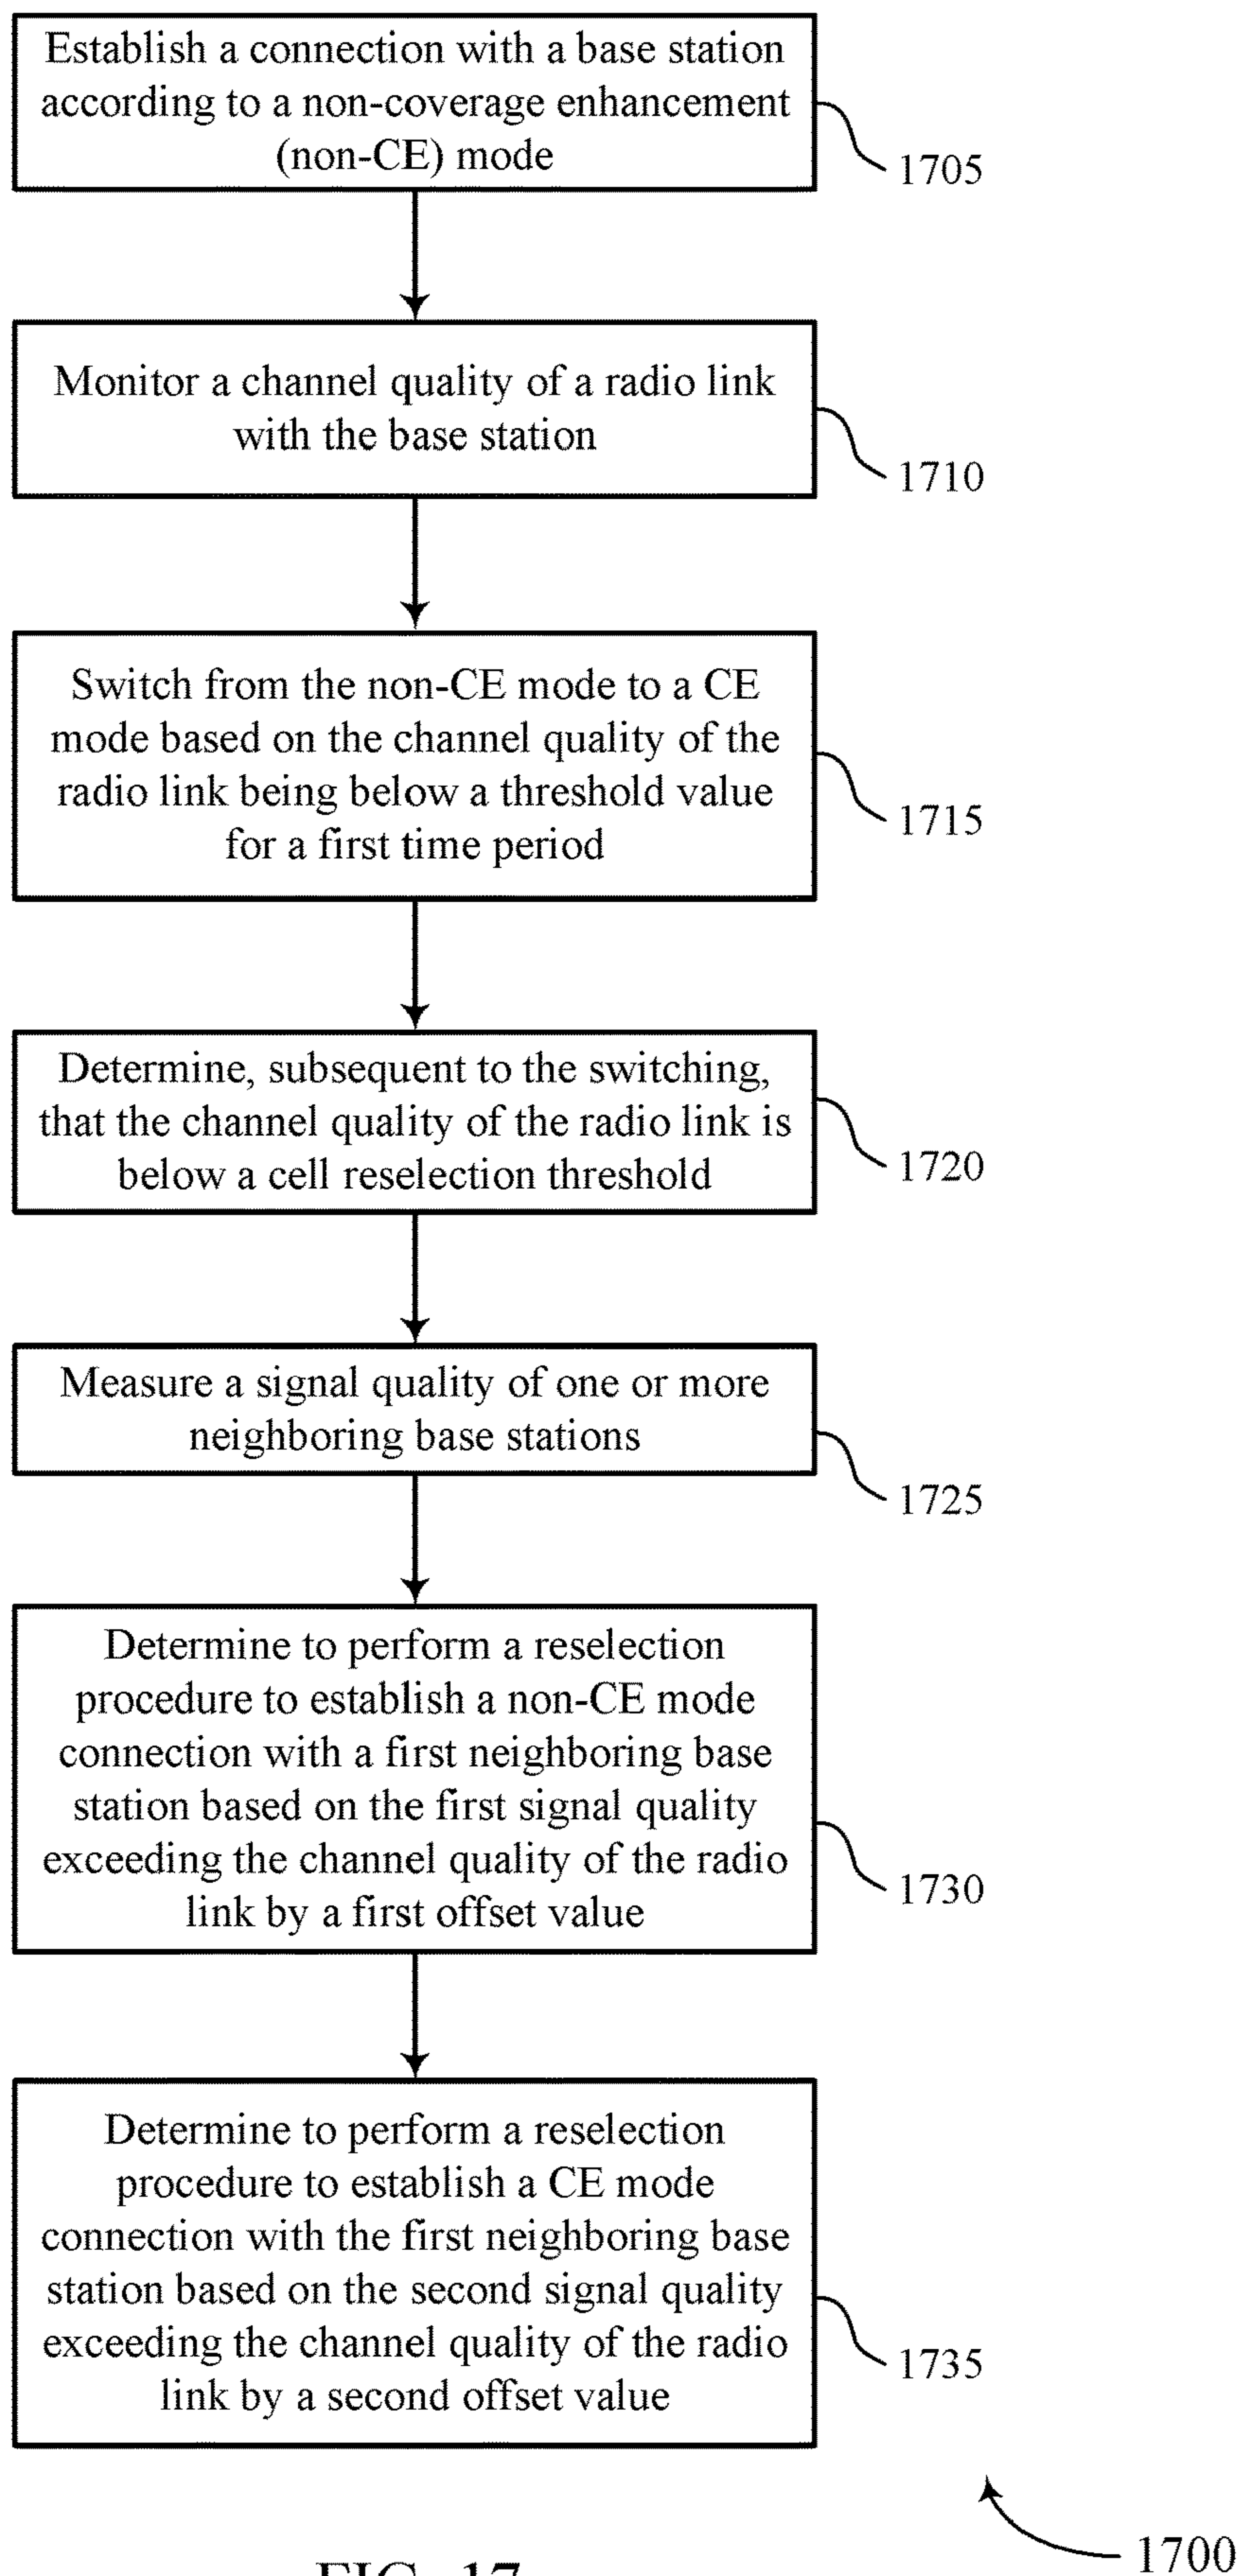 Establish a connection with a base station
according to a non-coverage enhancement
(non-CE) mode
1705
Monitor a channel quality of a radio link
with the base station
1710
Switch from the non-CE mode to a CE
mode based on the channel quality of the
radio link being below a threshold value
for a first time period
1715
Determine, subsequent to the switching,
that the channel quality of the radio link is
below a cell reselection threshold
1720
Measure a signal quality of one or more
neighboring base stations
1725
Determine to perform a reselection
procedure to establish a non-CE mode
connection with a first neighboring base
station based on the first signal quality
exceeding the channel quality of the radio
link by a first offset value
1730
Determine to perform a reselection
procedure to establish a CE mode
connection with the first neighboring base
station based on the second signal quality
exceeding the channel quality of the radio
link by a second offset value
1735
1700
FIG. 17